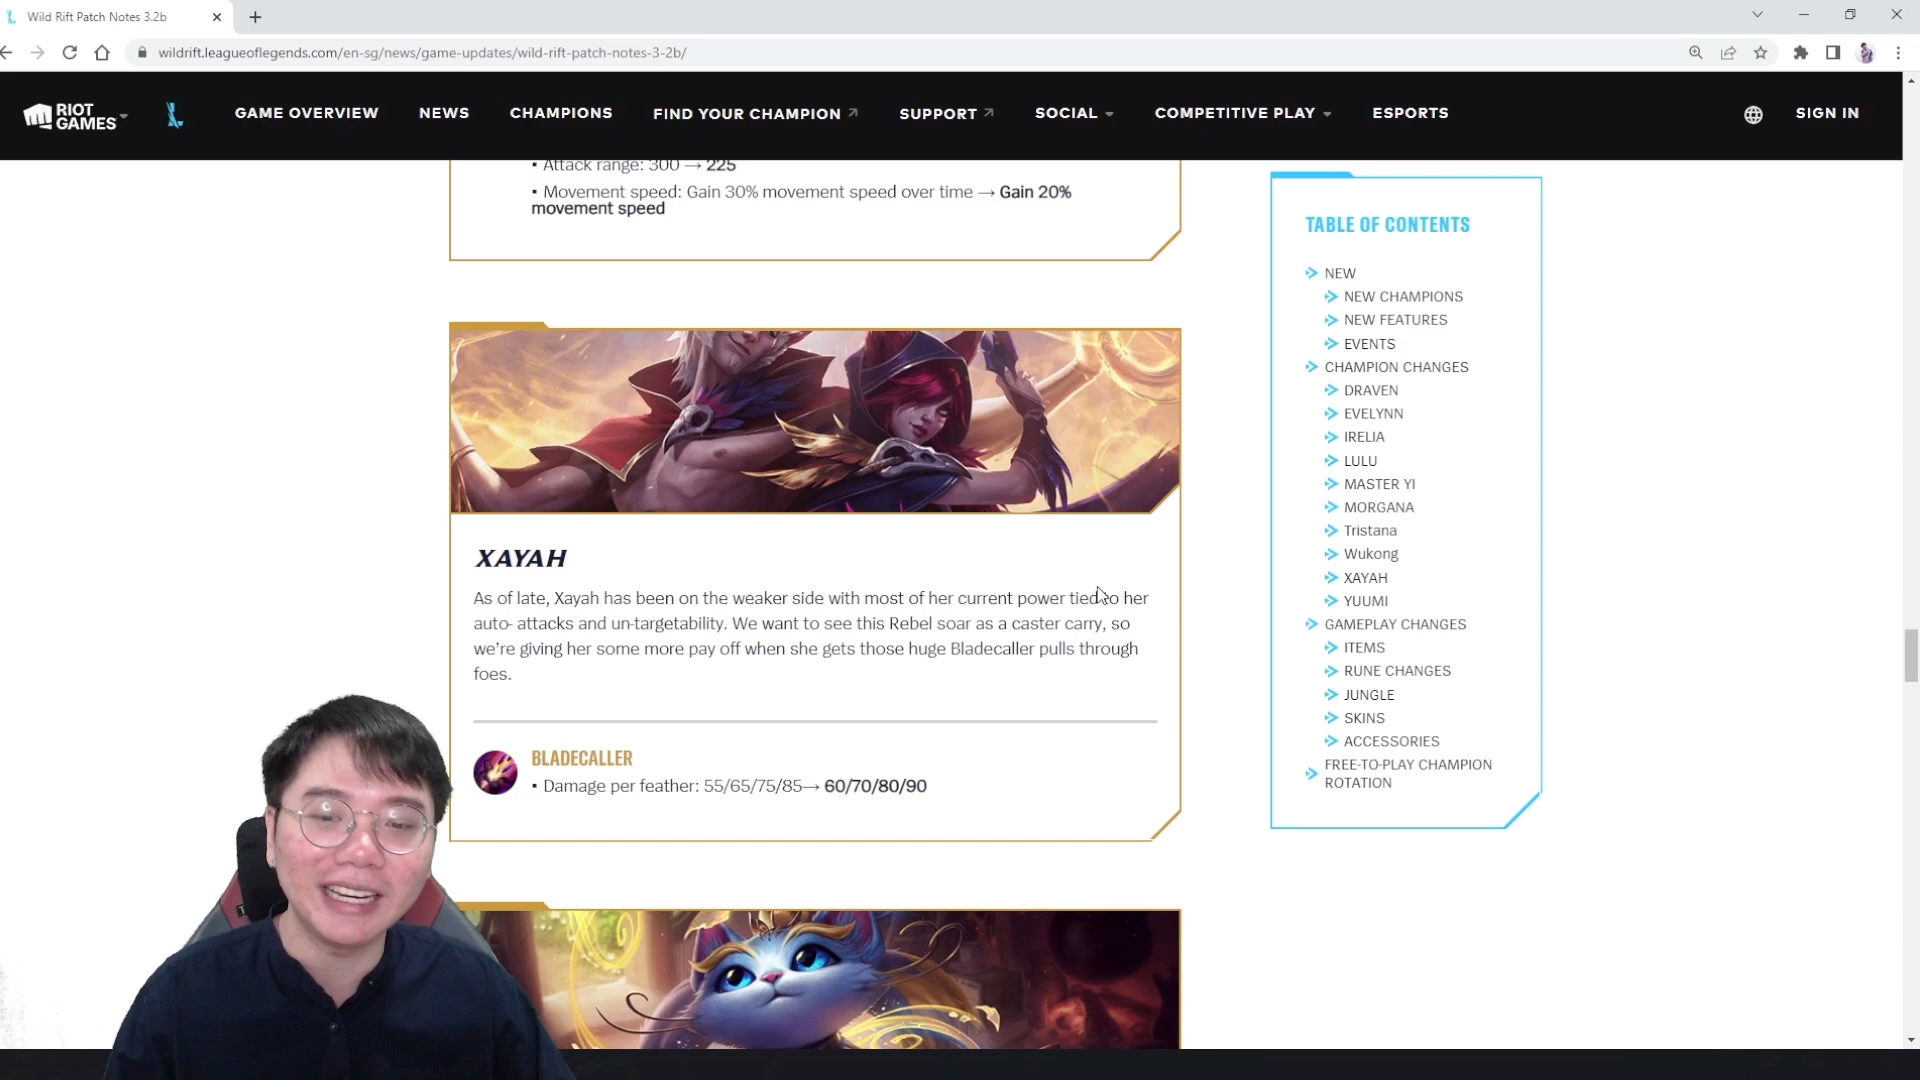 Wild Rift Patch Notes 3.2b
wildrift.leagueoflegends.com/en-sg/news/game-updates/wild-rift-patch-notes-3-2b/
RIOT GAMES
GAME OVERVIEW
NEWS
CHAMPIONS
FIND YOUR CHAMPION
SUPPORT
SOCIAL
COMPETITIVE PLAY
ESPORTS
SIGN IN
• Attack range: 300 → 225
• Movement speed: Gain 30% movement speed over time → Gain 20%
movement speed
XAYAH
As of late, Xayah has been on the weaker side with most of her current power tied to her
auto- attacks and un-targetability. We want to see this Rebel soar as a caster carry, so
we’re giving her some more pay off when she gets those huge Bladecaller pulls through
foes.
BLADECALLER
• Damage per feather: 55/65/75/85→ 60/70/80/90
TABLE OF CONTENTS
NEW
NEW CHAMPIONS
NEW FEATURES
EVENTS
CHAMPION CHANGES
DRAVEN
EVELYNN
IRELIA
LULU
MASTER YI
MORGANA
Tristana
Wukong
XAYAH
YUUMI
GAMEPLAY CHANGES
ITEMS
RUNE CHANGES
JUNGLE
SKINS
ACCESSORIES
FREE-TO-PLAY CHAMPION
ROTATION